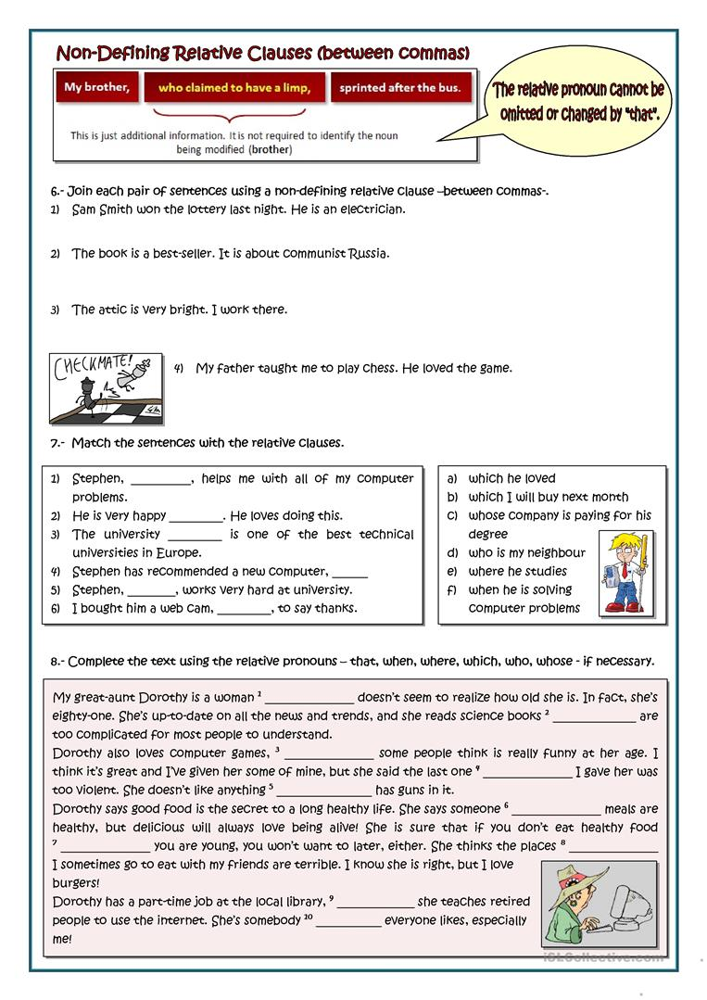 Non-Defining Relative Clauses (between commas)
My brother, who claimed to have a limp, sprinted after the bus.
The relative pronoun cannot be
omitted or changed by "that".
This is just additional information. It is not required to identify the noun
being modified (brother)
6.- Join each pair of sentences using a non-defining relative clause –between commas-.
1) Sam Smith won the lottery last night. He is an electrician.
2) The book is a best-seller. It is about communist Russia.
3) The attic is very bright. I work there.
CHECKMATE!
4) My father taught me to play chess. He loved the game.
7.- Match the sentences with the relative clauses.
1) Stephen, __________, helps me with all of my computer
problems.
2) He is very happy _________. He loves doing this.
3) The university _________ is one of the best technical
universities in Europe.
4) Stephen has recommended a new computer, ______
5) Stephen, ________, works very hard at university.
6) I bought him a web cam, _________, to say thanks.
a) which he loved
b) which I will buy next month
c) whose company is paying for his
degree
d) who is my neighbour
e) where he studies
f) when he is solving
computer problems
8.- Complete the text using the relative pronouns – that, when, where, which, who, whose - if necessary.
My great-aunt Dorothy is a woman 1 _______________ doesn't seem to realize how old she is. In fact, she's
eighty-one. She's up-to-date on all the news and trends, and she reads science books 2 ______________ are
too complicated for most people to understand.
Dorothy also loves computer games, 3 _______________ some people think is really funny at her age. I
think it's great and I've given her some of mine, but she said the last one 4 _______________ I gave her was
too violent. She doesn't like anything 5 ________________ has guns in it.
Dorothy says good food is the secret to a long healthy life. She says someone 6 _______________ meals are
healthy, but delicious will always love being alive! She is sure that if you don't eat healthy food
7 _______________ you are young, you won't want to later, either. She thinks the places 8 _______________
I sometimes go to eat with my friends are terrible. I know she is right, but I love
burgers!
Dorothy has a part-time job at the local library, 9 _____________ she teaches retired
people to use the internet. She's somebody 10 ___________ everyone likes, especially
me!
iSLCollective.com